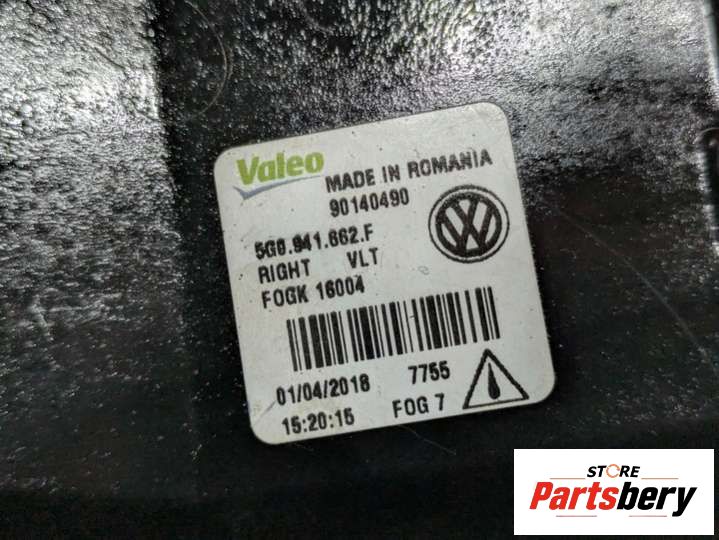 Valeo
MADE IN ROMANIA
90140490
5G0.941.662.F
RIGHT VLT
FOGK 16004
01/04/2018 7755
15:20:15 FOG 7
STORE
Partsbery